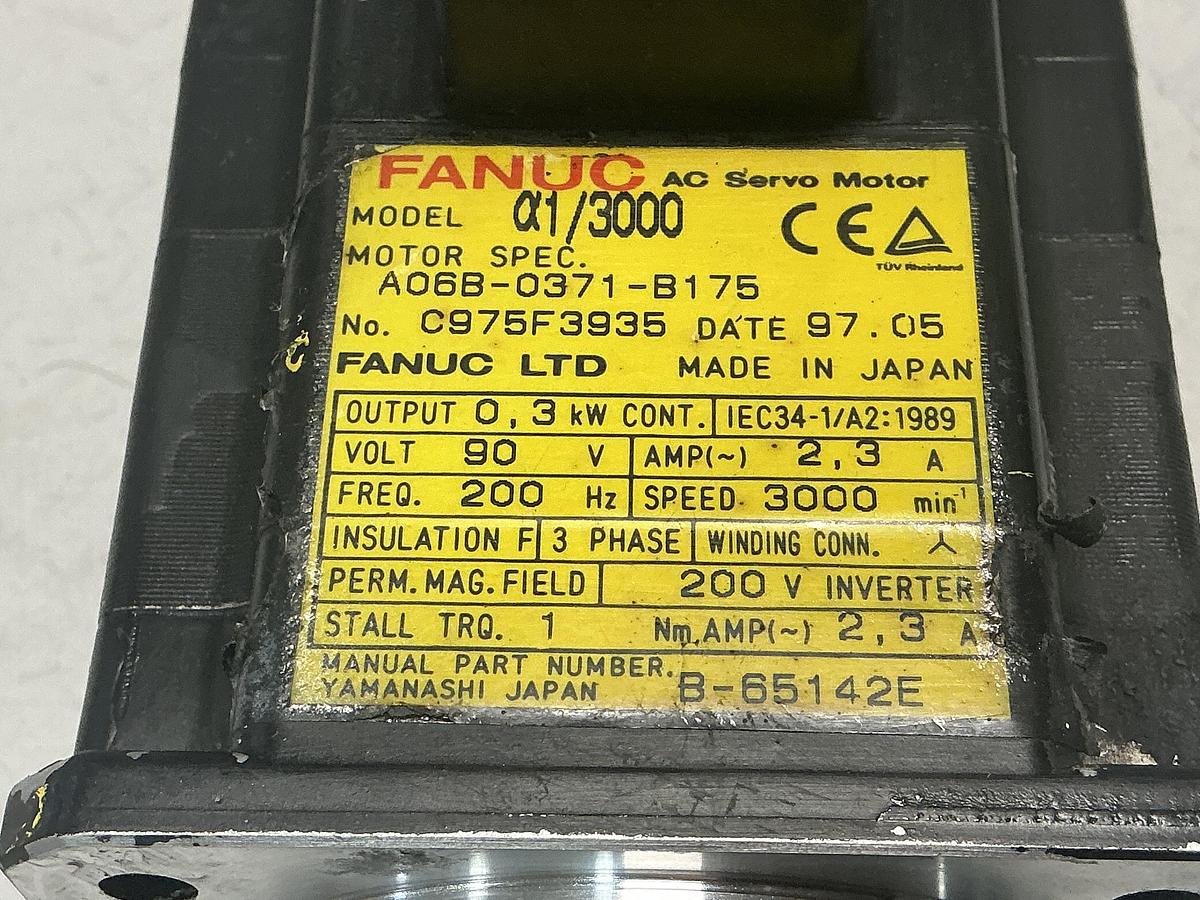 FANUC AC Servo Motor
MODEL α1/3000
CE
TÜV Rheinland
MOTOR SPEC.
A06B-0371-B175
No. C975F3935 DATE 97.05
FANUC LTD MADE IN JAPAN
OUTPUT 0,3 kW CONT. IEC34-1/A2:1989
VOLT 90 V AMP(~) 2,3 A
FREQ. 200 Hz SPEED 3000 min⁻¹
INSULATION F 3 PHASE WINDING CONN.
PERM.MAG.FIELD 200 V INVERTER
STALL TRQ. 1 Nm.AMP(~) 2,3 A
MANUAL PART NUMBER.
YAMANASHI JAPAN B-65142E